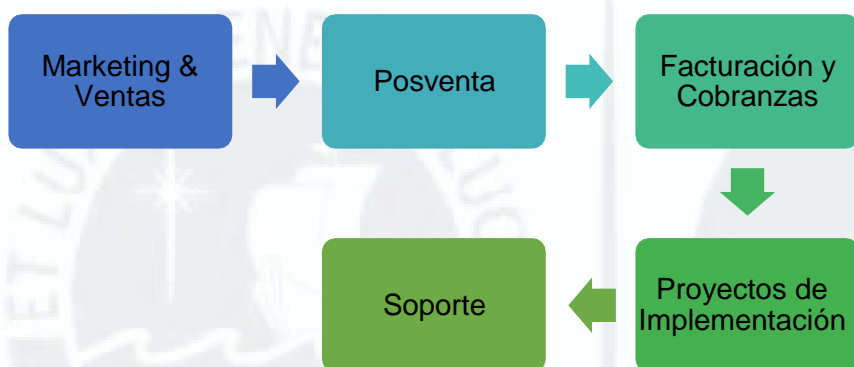 Marketing &
Ventas
Posventa
Facturación y
Cobranzas
Proyectos de
Implementación
Soporte